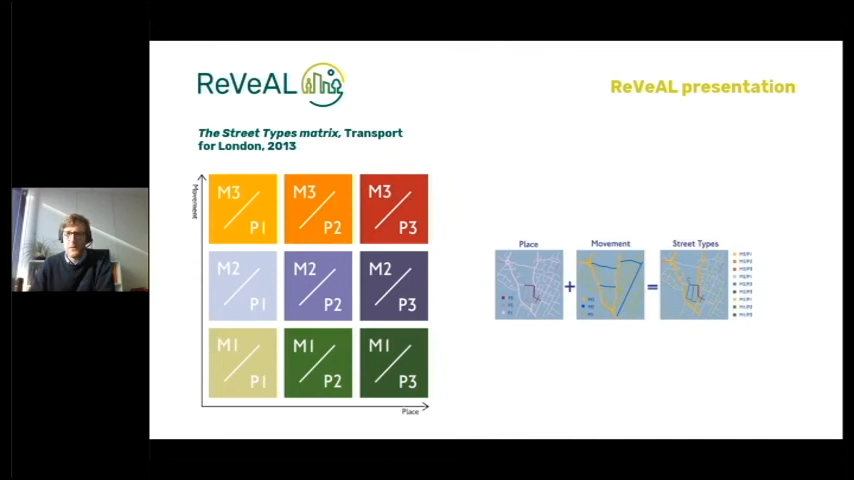 ReVeAL
ReVeAL presentation
The Street Types matrix, Transport
for London, 2013
Movement
M3
P1
M3
P2
M3
P3
M2
P1
M2
P2
M2
P3
M1
P1
M1
P2
M1
P3
Place
Place
+
Movement
=
Street Types